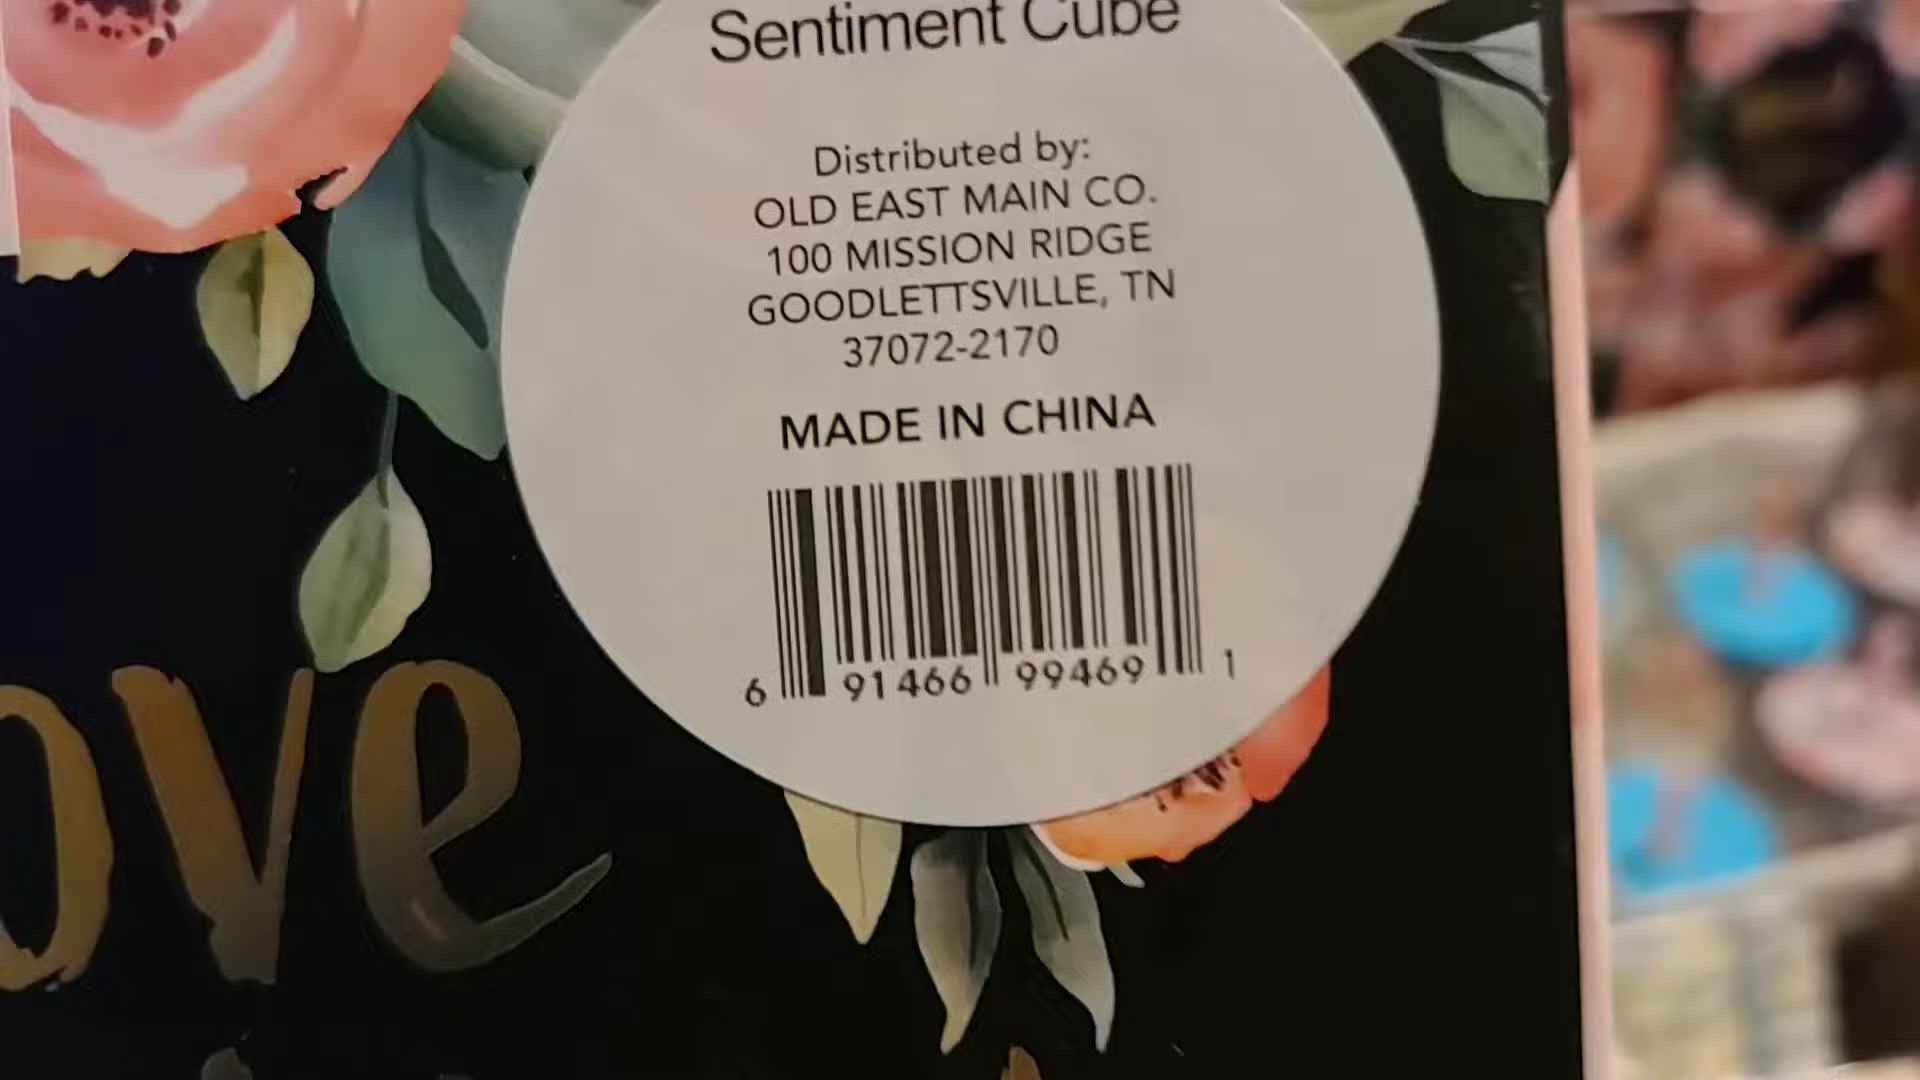 Sentiment Cube
Distributed by:
OLD EAST MAIN CO.
100 MISSION RIDGE
GOODLETTSVILLE, TN
37072-2170
MADE IN CHINA
6 91466 99469 1
ove